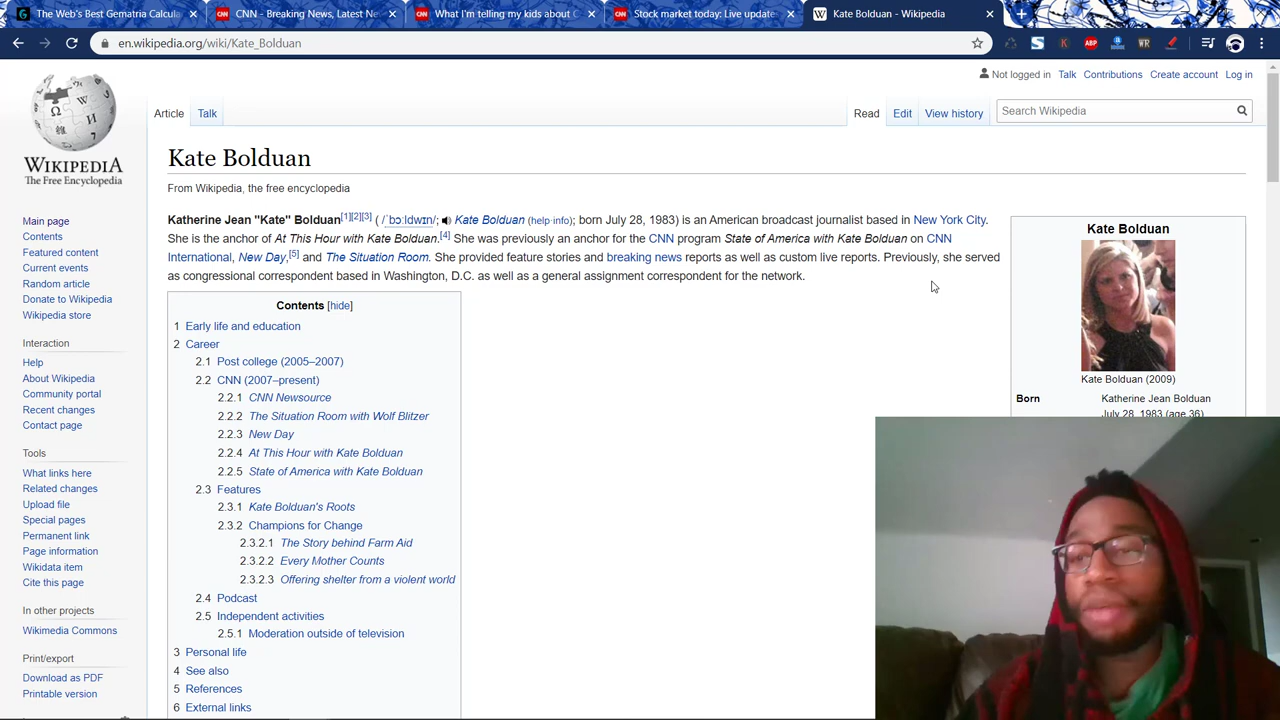 The Web's Best Gematria Calcula
CNN - Breaking News, Latest Ne
What I'm telling my kids about C
Stock market today: Live update
Kate Bolduan - Wikipedia
en.wikipedia.org/wiki/Kate_Bolduan
Not logged in Talk Contributions Create account Log in
Article Talk
Read Edit View history
Search Wikipedia
WIKIPEDIA
The Free Encyclopedia
Main page
Contents
Featured content
Current events
Random article
Donate to Wikipedia
Wikipedia store
Interaction
Help
About Wikipedia
Community portal
Recent changes
Contact page
Tools
What links here
Related changes
Upload file
Special pages
Permanent link
Page information
Wikidata item
Cite this page
In other projects
Wikimedia Commons
Print/export
Download as PDF
Printable version
Kate Bolduan
From Wikipedia, the free encyclopedia
Katherine Jean "Kate" Bolduan[1][2][3] (/ˈbɔːldwɪn/; Kate Bolduan (help·info); born July 28, 1983) is an American broadcast journalist based in New York City.
She is the anchor of At This Hour with Kate Bolduan.[4] She was previously an anchor for the CNN program State of America with Kate Bolduan on CNN
International, New Day,[5] and The Situation Room. She provided feature stories and breaking news reports as well as custom live reports. Previously, she served
as congressional correspondent based in Washington, D.C. as well as a general assignment correspondent for the network.
Contents [hide]
1 Early life and education
2 Career
2.1 Post college (2005–2007)
2.2 CNN (2007–present)
2.2.1 CNN Newsource
2.2.2 The Situation Room with Wolf Blitzer
2.2.3 New Day
2.2.4 At This Hour with Kate Bolduan
2.2.5 State of America with Kate Bolduan
2.3 Features
2.3.1 Kate Bolduan's Roots
2.3.2 Champions for Change
2.3.2.1 The Story behind Farm Aid
2.3.2.2 Every Mother Counts
2.3.2.3 Offering shelter from a violent world
2.4 Podcast
2.5 Independent activities
2.5.1 Moderation outside of television
3 Personal life
4 See also
5 References
6 External links
Kate Bolduan
Kate Bolduan (2009)
Born Katherine Jean Bolduan
July 28, 1983 (age 36)